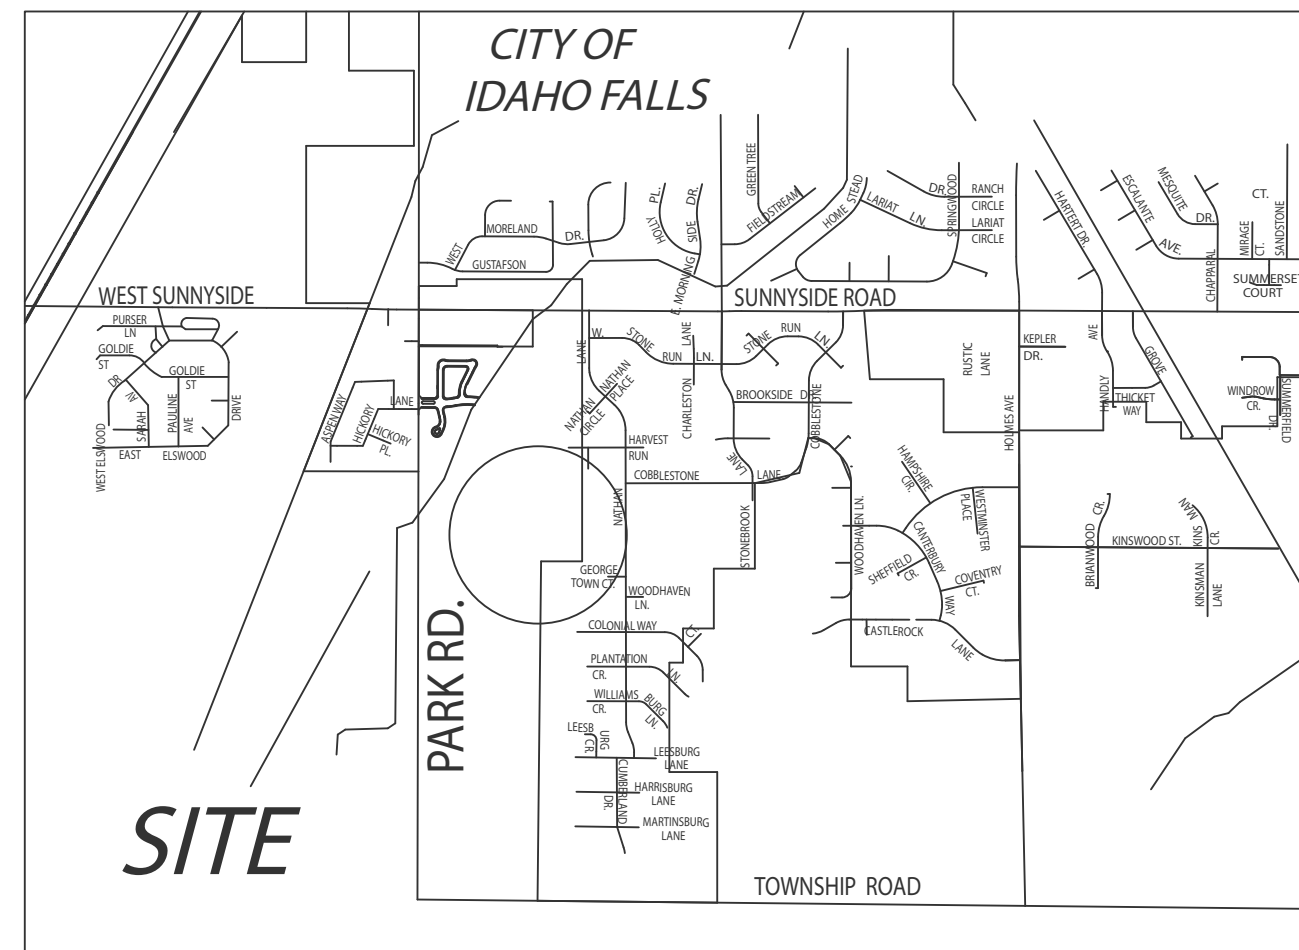 CITY OF
IDAHO FALLS
GREEN TREE
FIELDSTREAM
HOME STEAD
LARIAT LN.
SPRINGWOOD DR.
RANCH
CIRCLE
LARIAT
CIRCLE
HARTERT DR.
ESCALANTE AVE.
MESQUITE DR.
CHAPPARAL
MIRAGE
CT.
CT.
SANDSTONE
SUMMERSET
COURT
WEST MORELAND DR.
GUSTAFSON
HOLLY PL.
E. MORNING SIDE DR.
WEST SUNNYSIDE
SUNNYSIDE ROAD
PURSER
LN
GOLDIE
ST
GOLDIE
ST
DR
AV
SARAH
PAULINE
AVE
DRIVE
WEST ELSWOOD
EAST ELSWOOD
ASPEN WAY
HICKORY LANE
HICKORY
PL.
W. STONE RUN LN.
LANE
NATHAN
PLACE
NATHAN
CIRCLE
CHARLESTON LANE
STONE RUN LN.
BROOKSIDE DR.
COBBLESTONE
HARVEST
RUN
COBBLESTONE LANE
LANE
NATHAN
STONEBROOK
RUSTIC
LANE
HOLMES AVE
KEPLER
DR.
HANDLY AVE
GROVE
THICKET
WAY
WINDROW
CR.
SUMMERFIELD
DR.
HAMPSHIRE
CIR.
WESTMINSTER
PLACE
WOODHAVEN LN.
CANTERBURY WAY
SHEFFIELD
CR.
COVENTRY
CT.
CASTLEROCK LANE
BRIANWOOD CR.
KINSWOOD ST.
KINS MAN
CR.
KINSMAN
LANE
GEORGE
TOWN CT.
WOODHAVEN
LN.
COLONIAL WAY
CT.
PLANTATION LN.
CR.
WILLIAMS BURG
CR. LN.
LEESB URG
CR.
LEESBURG
LANE
CUMBERLAND
DR.
HARRISBURG
LANE
MARTINSBURG
LANE
PARK RD.
SITE
TOWNSHIP ROAD